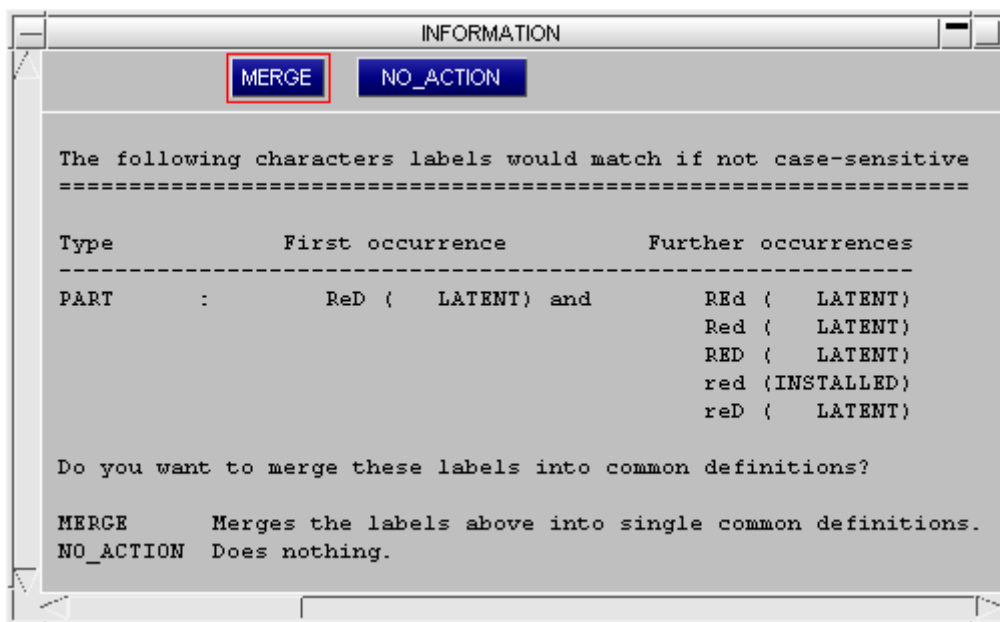 INFORMATION
MERGE NO_ACTION
The following characters labels would match if not case-sensitive
=================================================================
Type First occurrence Further occurrences
-------------------------------------------------------------
PART : ReD ( LATENT) and REd ( LATENT)
Red ( LATENT)
RED ( LATENT)
red (INSTALLED)
reD ( LATENT)
Do you want to merge these labels into common definitions?
MERGE Merges the labels above into single common definitions.
NO_ACTION Does nothing.